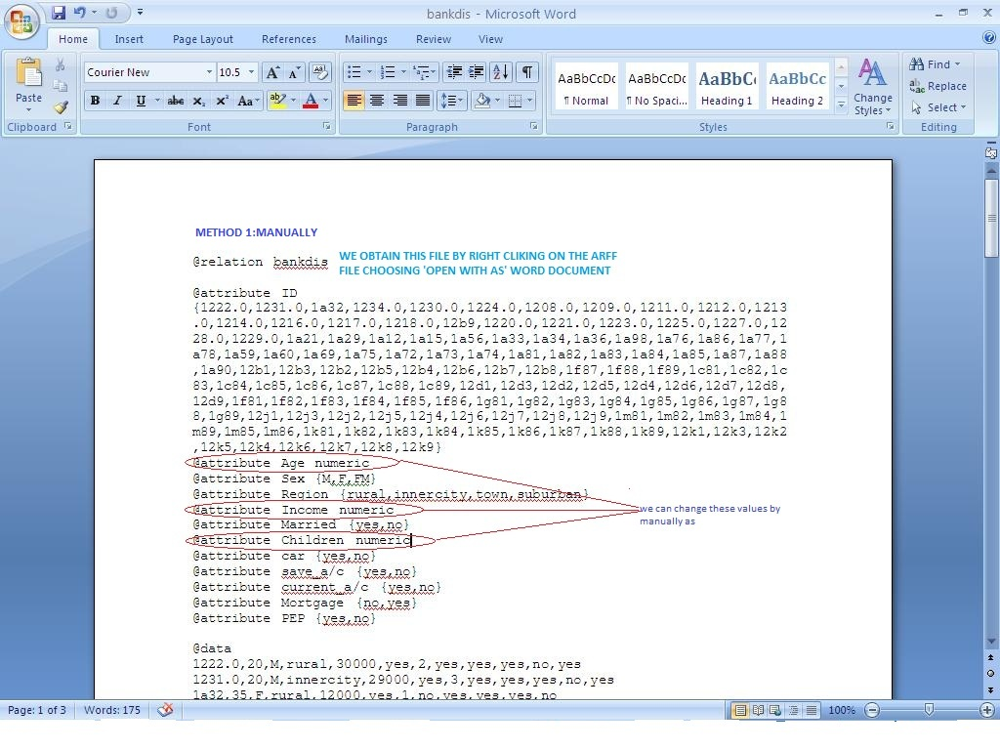 bankdis - Microsoft Word
Home Insert Page Layout References Mailings Review View
Paste
Courier New 10.5
AaBbCcDc AaBbCcDc AaBbCc AaBbCc
¶ Normal ¶ No Spaci... Heading 1 Heading 2
Change Styles
Find
Replace
Select
Clipboard Font Paragraph Styles Editing
METHOD 1:MANUALLY
WE OBTAIN THIS FILE BY RIGHT CLIKING ON THE ARFF
@relation bankdis
FILE CHOOSING 'OPEN WITH AS' WORD DOCUMENT
@attribute ID
{1222.0,1231.0,1a32,1234.0,1230.0,1224.0,1208.0,1209.0,1211.0,1212.0,1213
.0,1214.0,1216.0,1217.0,1218.0,12b9,1220.0,1221.0,1223.0,1225.0,1227.0,12
28.0,1229.0,1a21,1a29,1a12,1a15,1a56,1a33,1a34,1a36,1a98,1a76,1a86,1a77,1
a78,1a59,1a60,1a69,1a75,1a72,1a73,1a74,1a81,1a82,1a83,1a84,1a85,1a87,1a88
,1a90,12b1,12b3,12b2,12b5,12b4,12b6,12b7,12b8,1f87,1f88,1f89,1c81,1c82,1c
83,1c84,1c85,1c86,1c87,1c88,1c89,12d1,12d3,12d2,12d5,12d4,12d6,12d7,12d8,
12d9,1f81,1f82,1f83,1f84,1f85,1f86,1g81,1g82,1g83,1g84,1g85,1g86,1g87,1g8
8,1g89,12j1,12j3,12j2,12j5,12j4,12j6,12j7,12j8,12j9,1m81,1m82,1m83,1m84,1
m89,1m85,1m86,1k81,1k82,1k83,1k84,1k85,1k86,1k87,1k88,1k89,12k1,12k3,12k2
,12k5,12k4,12k6,12k7,12k8,12k9}
@attribute Age numeric
@attribute Sex {M,F,FM}
@attribute Region {rural,innercity,town,suburban}
@attribute Income numeric
we can change these values by
manually as
@attribute Married {yes,no}
@attribute Children numeric
@attribute car {yes,no}
@attribute save_a/c {yes,no}
@attribute current_a/c {yes,no}
@attribute Mortgage {no,yes}
@attribute PEP {yes,no}
@data
1222.0,20,M,rural,30000,yes,2,yes,yes,yes,no,yes
1231.0,20,M,innercity,29000,yes,3,yes,yes,yes,no,yes
1a32,35,F,rural,12000,yes,1,no,yes,yes,yes,no
Page: 1 of 3 Words: 175 100%